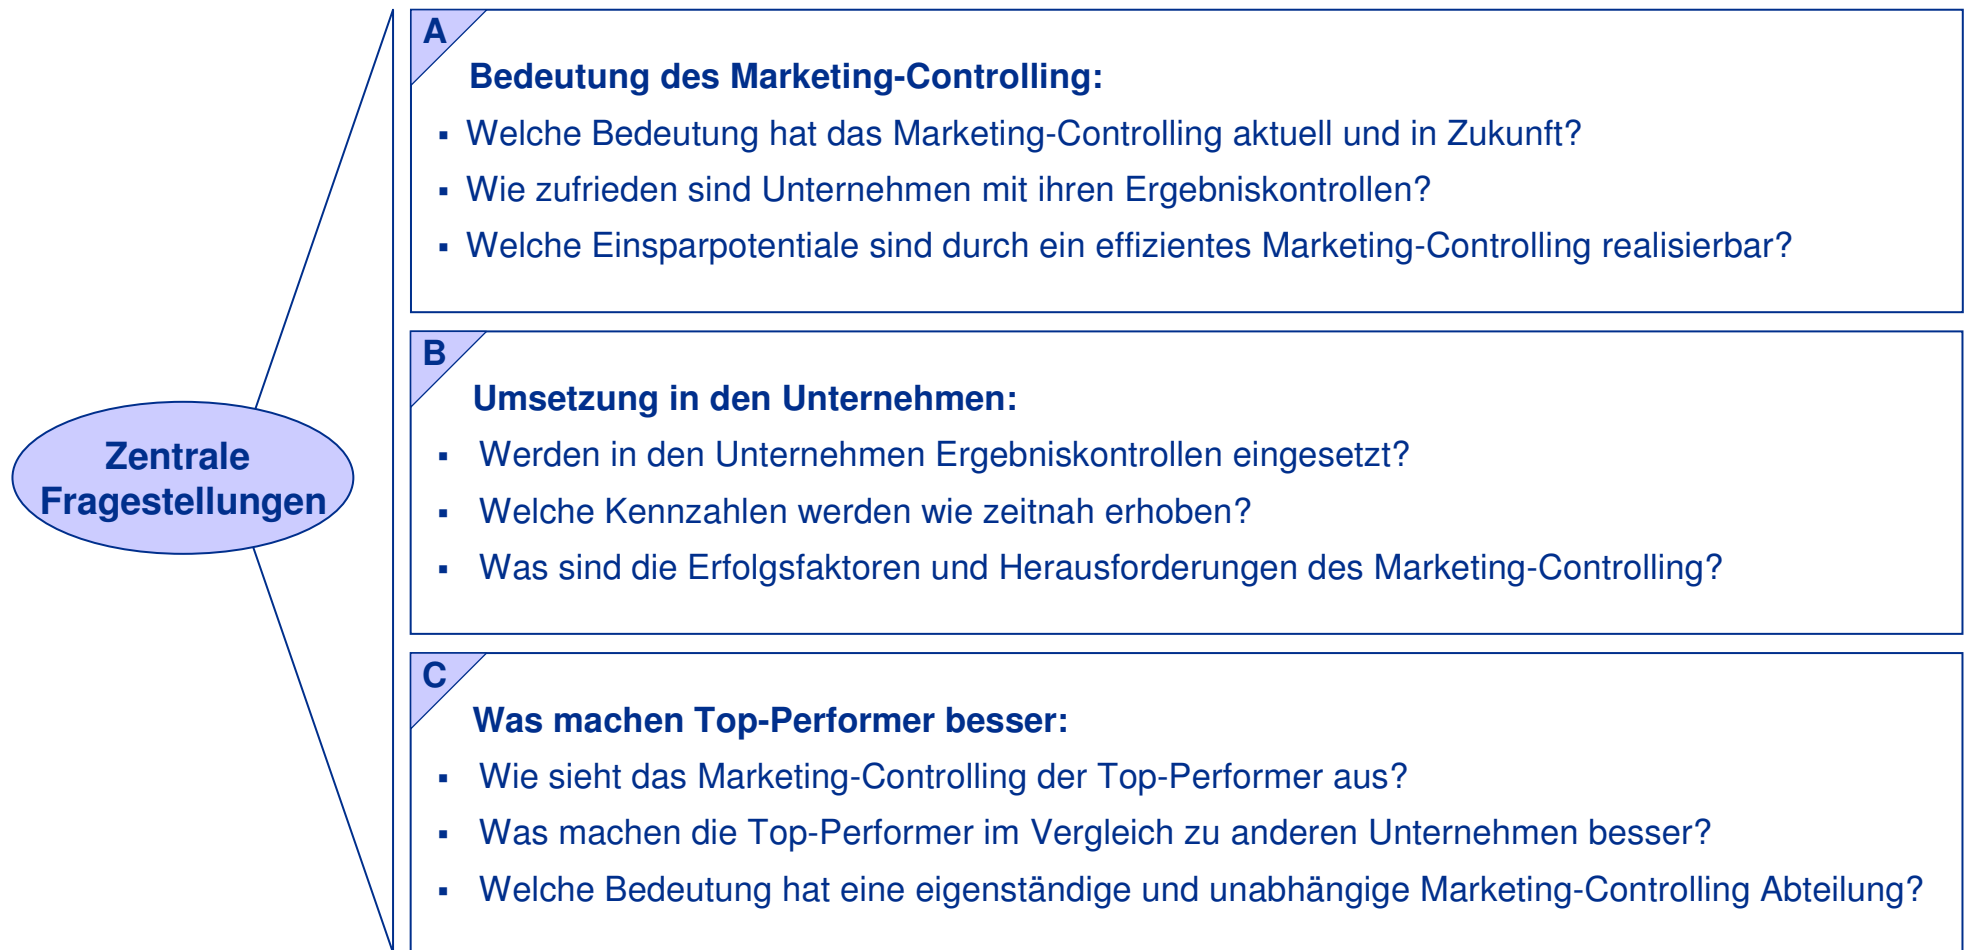 Zentrale
Fragestellungen
A
Bedeutung des Marketing-Controlling:
▪ Welche Bedeutung hat das Marketing-Controlling aktuell und in Zukunft?
▪ Wie zufrieden sind Unternehmen mit ihren Ergebniskontrollen?
▪ Welche Einsparpotentiale sind durch ein effizientes Marketing-Controlling realisierbar?
B
Umsetzung in den Unternehmen:
▪ Werden in den Unternehmen Ergebniskontrollen eingesetzt?
▪ Welche Kennzahlen werden wie zeitnah erhoben?
▪ Was sind die Erfolgsfaktoren und Herausforderungen des Marketing-Controlling?
C
Was machen Top-Performer besser:
▪ Wie sieht das Marketing-Controlling der Top-Performer aus?
▪ Was machen die Top-Performer im Vergleich zu anderen Unternehmen besser?
▪ Welche Bedeutung hat eine eigenständige und unabhängige Marketing-Controlling Abteilung?